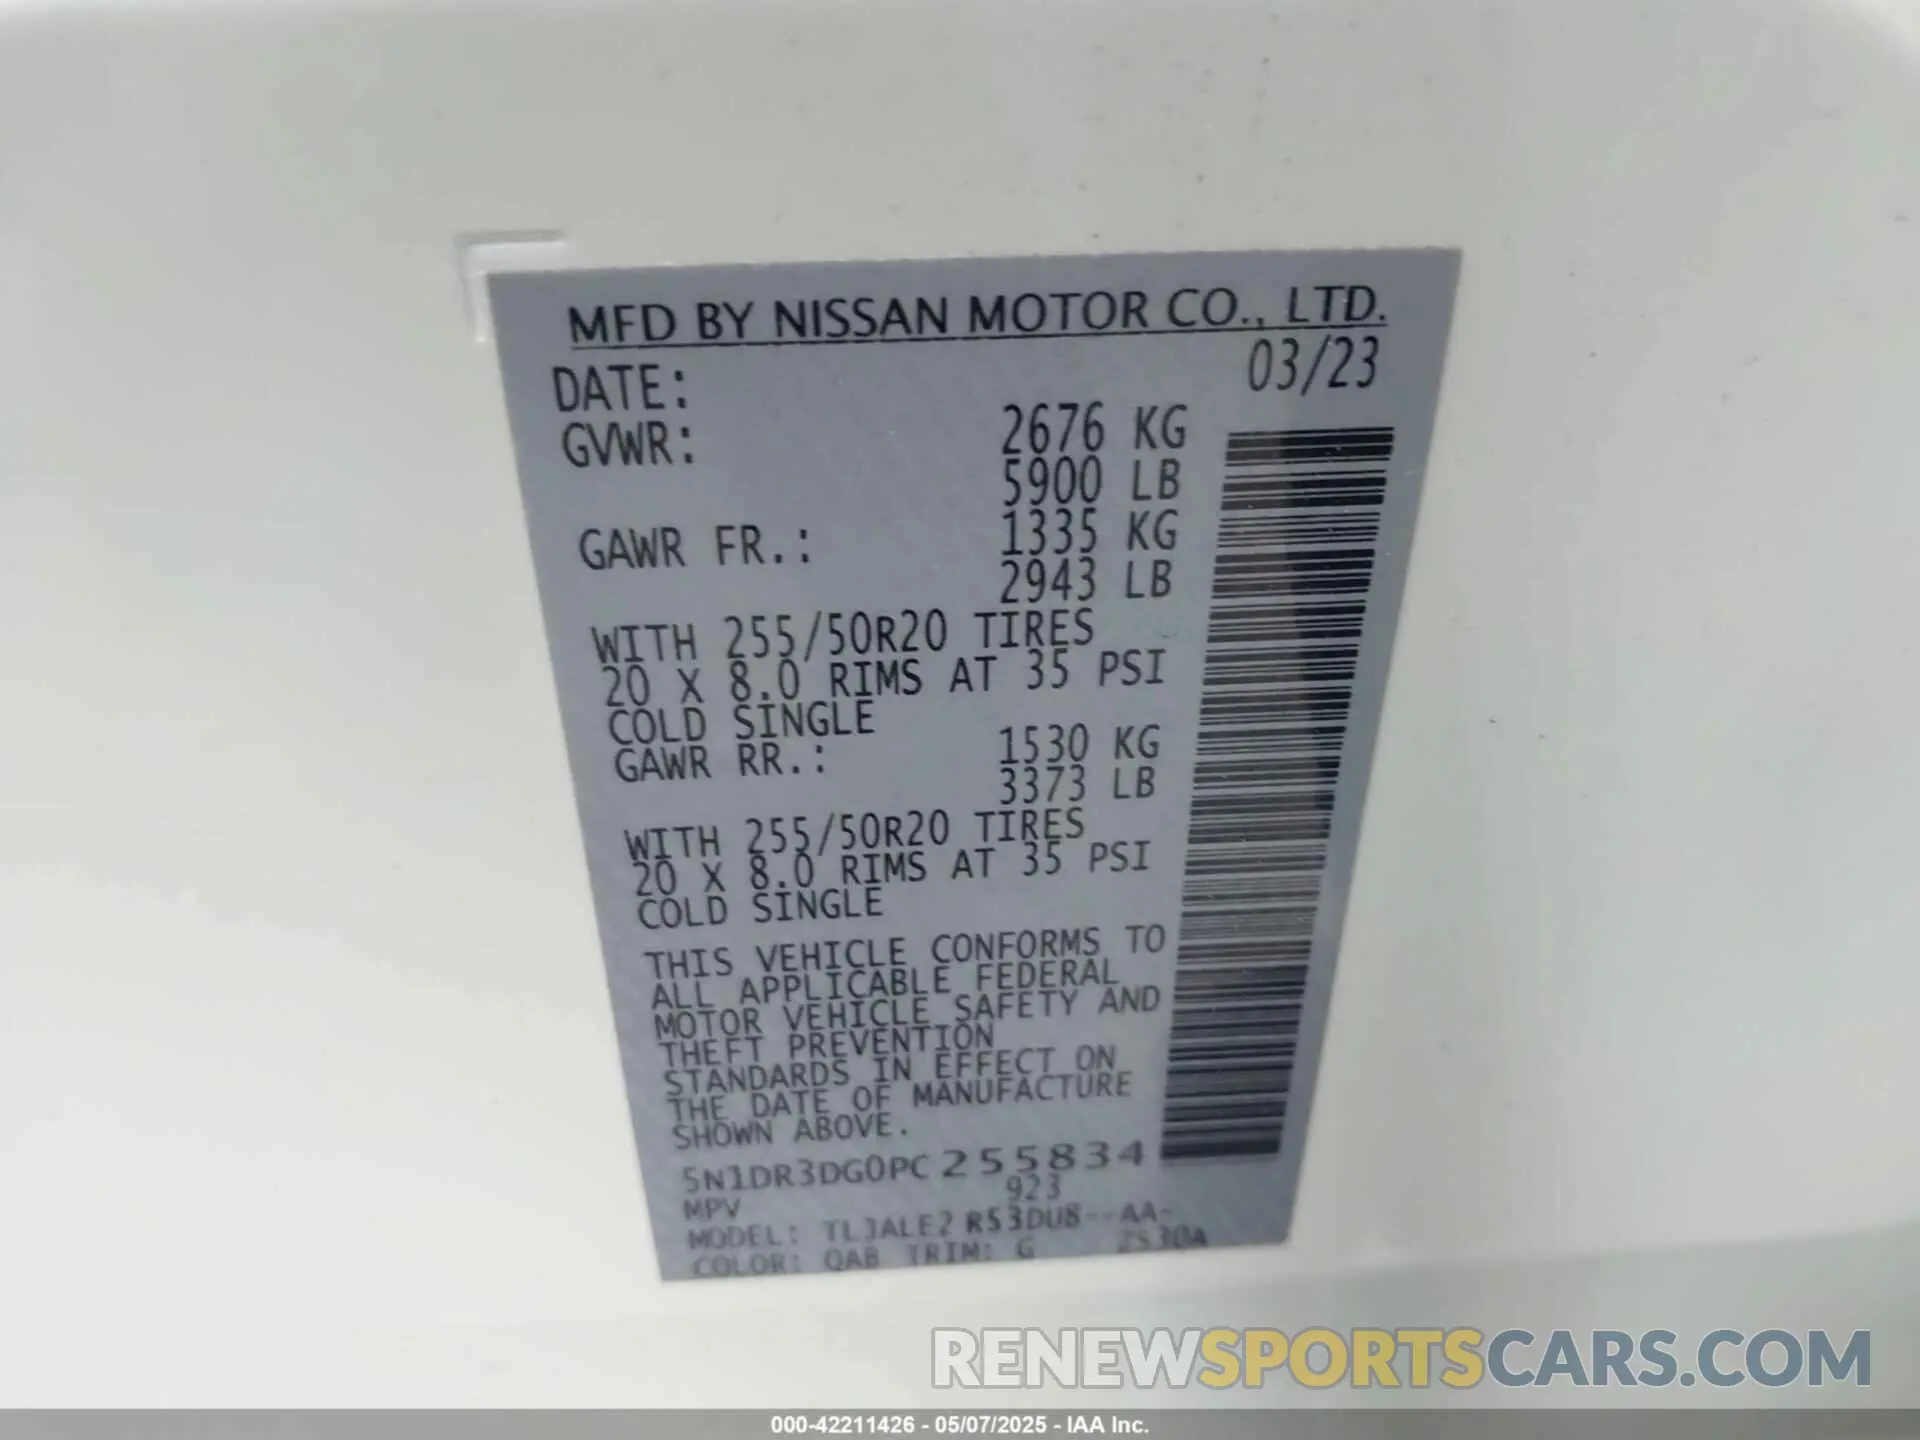 MFD BY NISSAN MOTOR CO., LTD.
DATE: 03/23
GVWR: 2676 KG
5900 LB
GAWR FR.: 1335 KG
2943 LB
WITH 255/50R20 TIRES
20 X 8.0 RIMS AT 35 PSI
COLD SINGLE
GAWR RR.: 1530 KG
3373 LB
WITH 255/50R20 TIRES
20 X 8.0 RIMS AT 35 PSI
COLD SINGLE
THIS VEHICLE CONFORMS TO
ALL APPLICABLE FEDERAL
MOTOR VEHICLE SAFETY AND
THEFT PREVENTION
STANDARDS IN EFFECT ON
THE DATE OF MANUFACTURE
SHOWN ABOVE.
5N1DR3DG0PC255834
MPV 923
MODEL: TLJALE2 R53DU8--AA-
COLOR: QAB TRIM: G
RENEWSPORTSCARS.COM
000-42211426 - 05/07/2025 - IAA Inc.